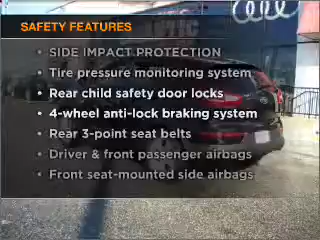 SAFETY FEATURES
• SIDE IMPACT PROTECTION
• Tire pressure monitoring system
• Rear child safety door locks
• 4-wheel anti-lock braking system
• Rear 3-point seat belts
• Driver & front passenger airbags
• Front seat-mounted side airbags